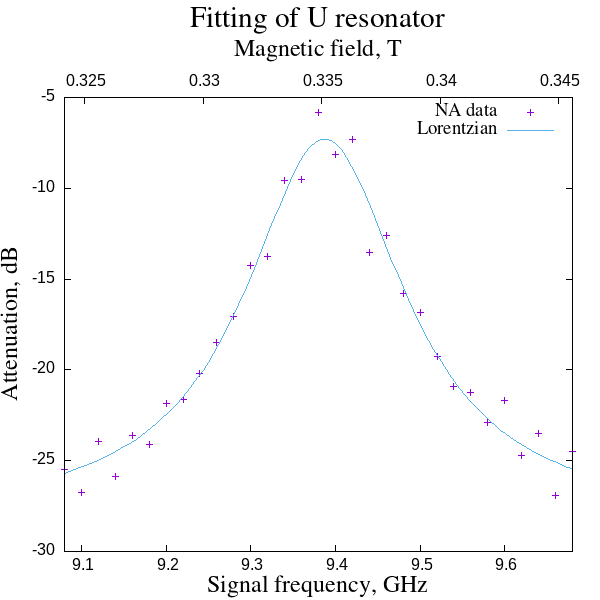 Fitting of U resonator
Magnetic field, T
0.325 0.33 0.335 0.341 0.345
-5
NA data
Lorentzian
-10
-15
-20
-25
-30
Attenuation, dB
9.1 9.2 9.3 9.4 9.5 9.6
Signal frequency, GHz